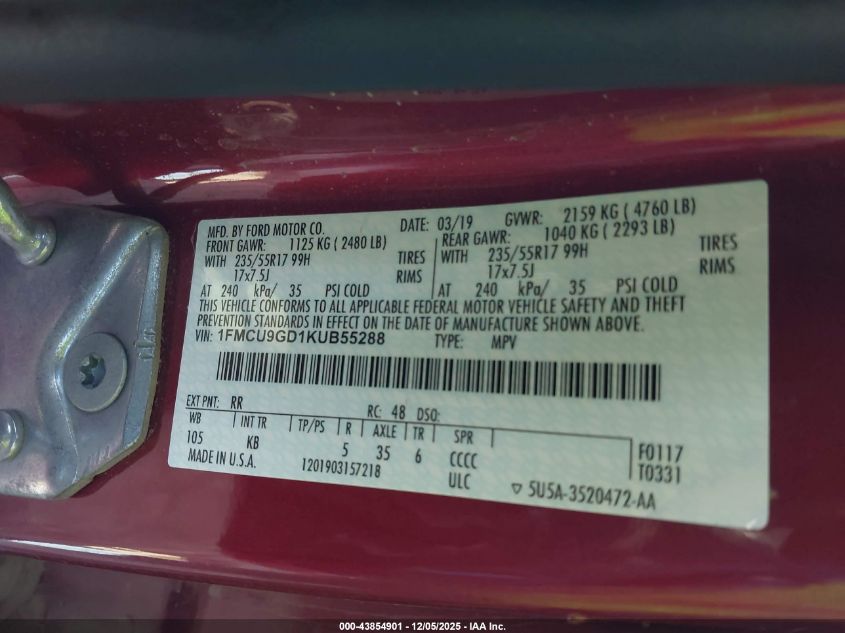 MFD. BY FORD MOTOR CO. DATE: 03/19 GVWR: 2159 KG ( 4760 LB)
FRONT GAWR: 1125 KG ( 2480 LB) REAR GAWR: 1040 KG ( 2293 LB)
WITH 235/55R17 99H TIRES WITH 235/55R17 99H TIRES
17x7.5J RIMS 17x7.5J RIMS
AT 240 kPa/ 35 PSI COLD AT 240 kPa/ 35 PSI COLD
THIS VEHICLE CONFORMS TO ALL APPLICABLE FEDERAL MOTOR VEHICLE SAFETY AND THEFT
PREVENTION STANDARDS IN EFFECT ON THE DATE OF MANUFACTURE SHOWN ABOVE.
VIN: 1FMCU9GD1KUB55288 TYPE: MPV
EXT PNT: RR RC: 48 DSO:
WB INT TR TP/PS R AXLE TR SPR
105 KB 5 35 6 CCCC F0117
MADE IN U.S.A. 1201903157218 ULC T0331
▽ 5U5A-3520472-AA
000-43854901 - 12/05/2025 - IAA Inc.